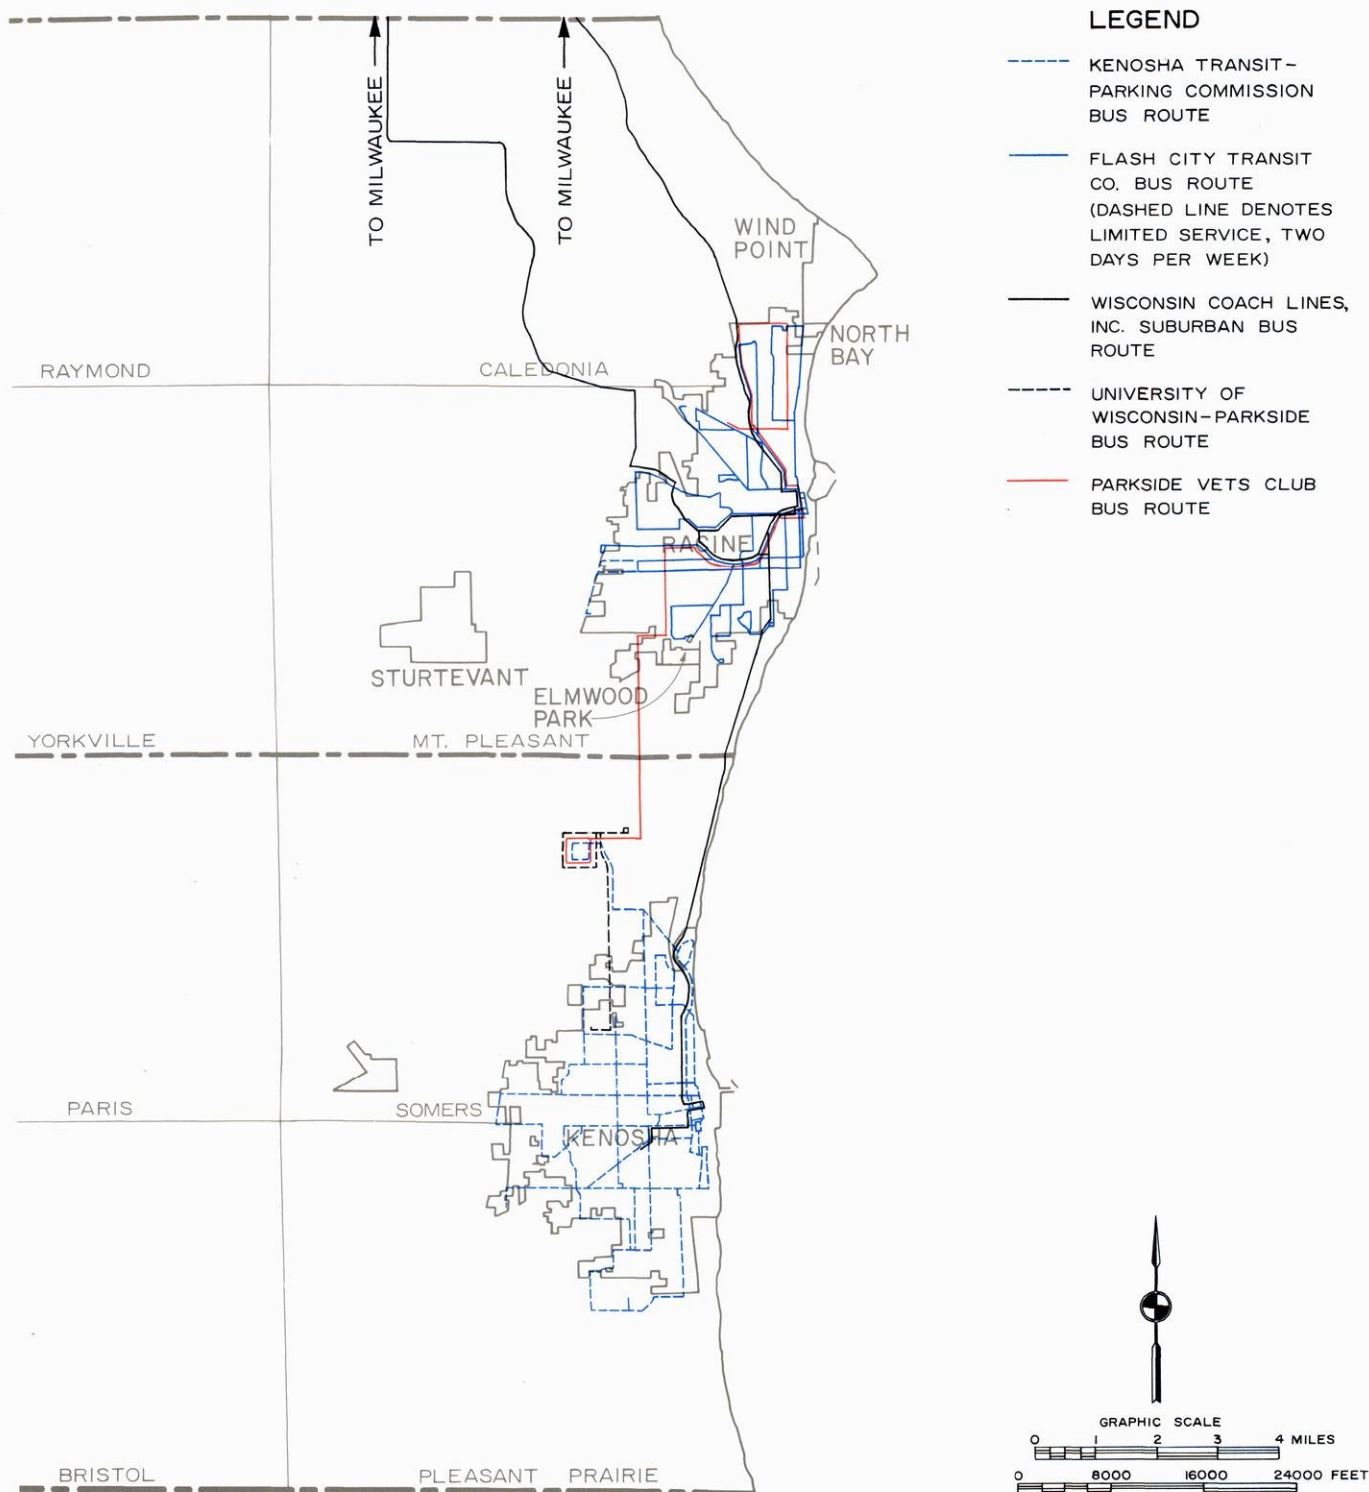 TO MILWAUKEE
TO MILWAUKEE
WIND
POINT
NORTH
BAY
RAYMOND
CALEDONIA
RACINE
STURTEVANT
ELMWOOD
PARK
YORKVILLE
MT. PLEASANT
PARIS
SOMERS
KENOSHA
BRISTOL
PLEASANT PRAIRIE
LEGEND
KENOSHA TRANSIT-
PARKING COMMISSION
BUS ROUTE
FLASH CITY TRANSIT
CO. BUS ROUTE
(DASHED LINE DENOTES
LIMITED SERVICE, TWO
DAYS PER WEEK)
WISCONSIN COACH LINES,
INC. SUBURBAN BUS
ROUTE
UNIVERSITY OF
WISCONSIN-PARKSIDE
BUS ROUTE
PARKSIDE VETS CLUB
BUS ROUTE
GRAPHIC SCALE
0 1 2 3 4 MILES
0 8000 16000 24000 FEET